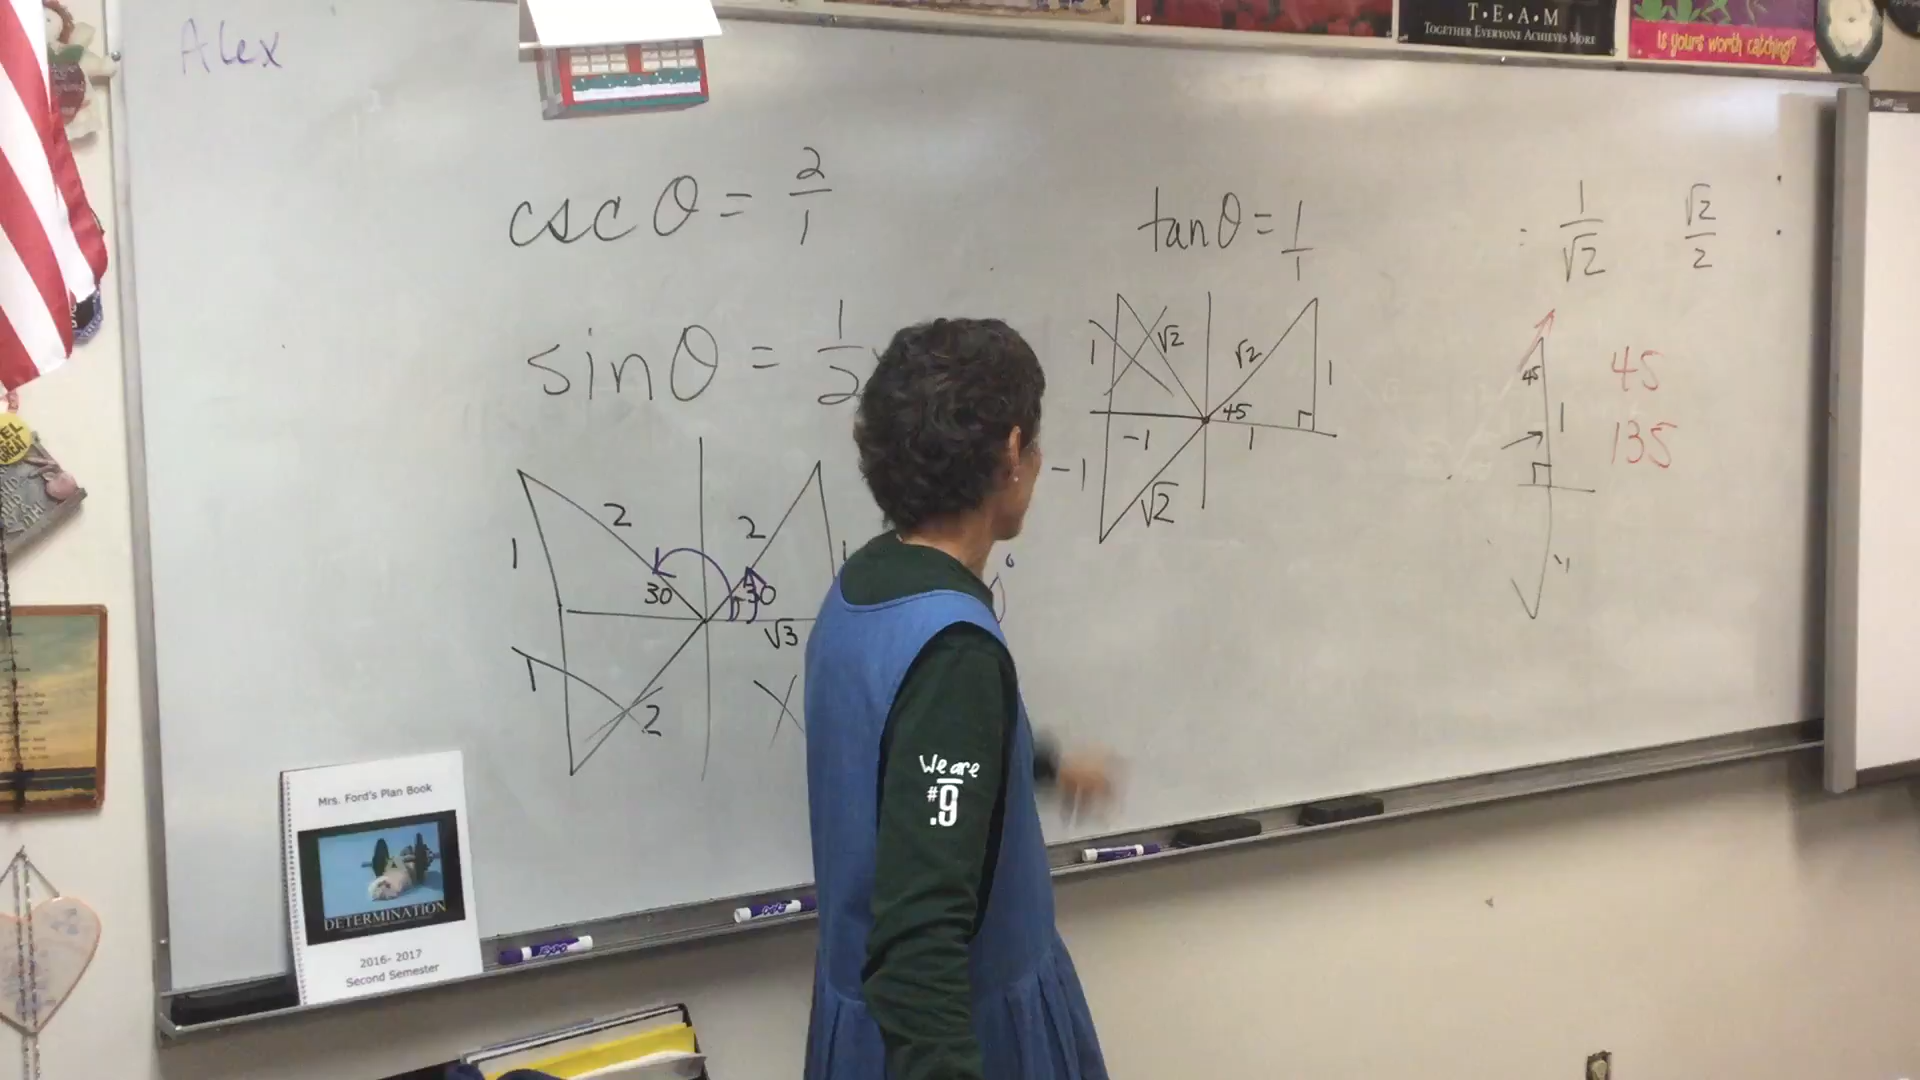 Alex
T·E·A·M
TOGETHER EVERYONE ACHIEVES MORE
Is yours worth catching?
csc θ = 2/1
sin θ = 1/2
1
2
2
30
30
√3
1
2
tan θ = 1/1
1
√2
√2
1
45
-1
1
-1
√2
1/√2
√2/2
45
1
45
135
We are
#.9
Mrs. Ford's Plan Book
DETERMINATION
2016- 2017
Second Semester
EXPO